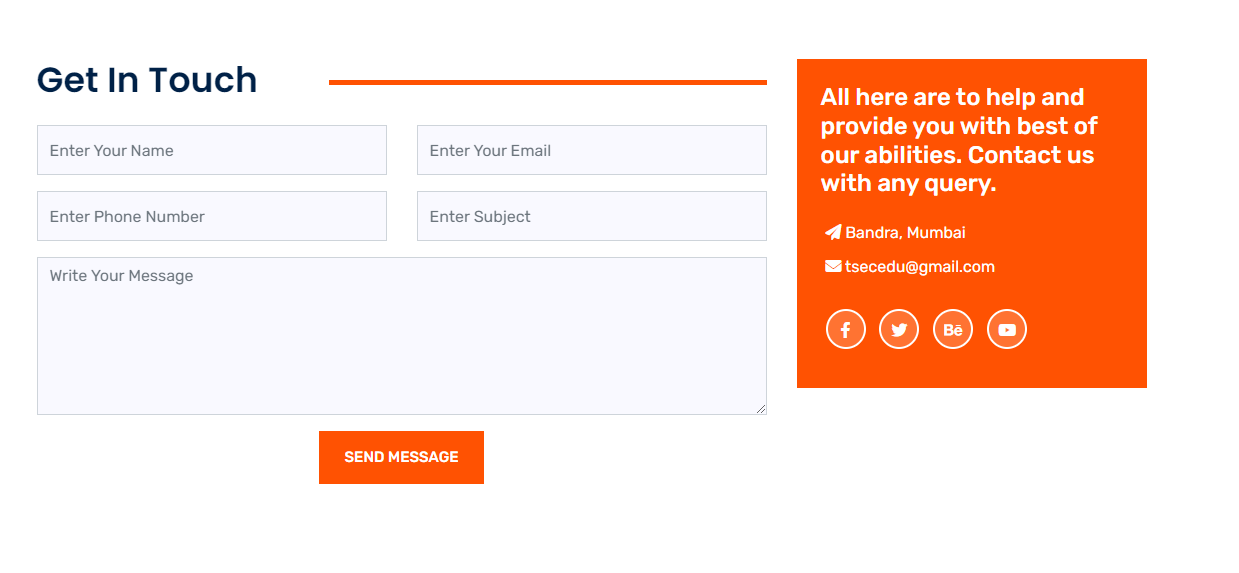 Get In Touch
Enter Your Name
Enter Your Email
Enter Phone Number
Enter Subject
Write Your Message
SEND MESSAGE
All here are to help and
provide you with best of
our abilities. Contact us
with any query.
Bandra, Mumbai
tsecedu@gmail.com
Bē